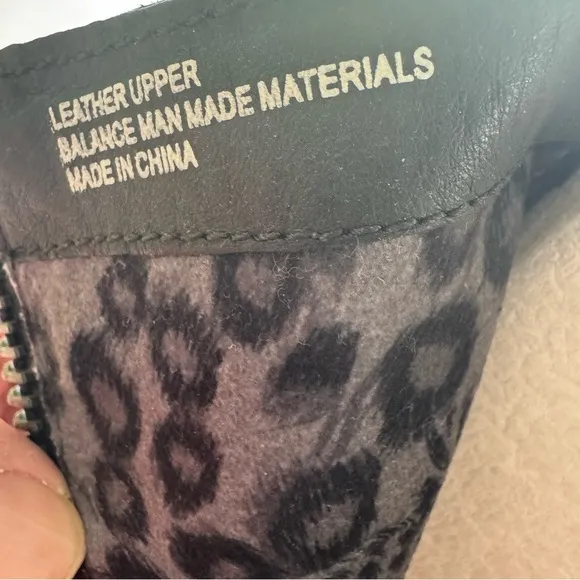 LEATHER UPPER
BALANCE MAN MADE MATERIALS
MADE IN CHINA